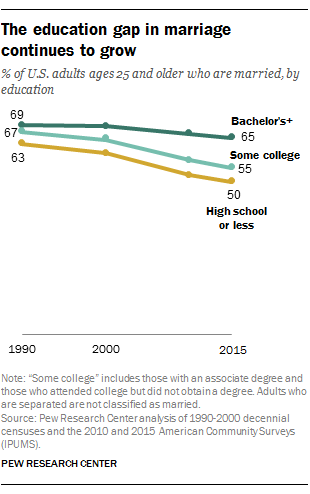 The education gap in marriage
continues to grow
% of U.S. adults ages 25 and older who are married, by
education
69
67
63
Bachelor's+
65
Some college
55
50
High school
or less
1990 2000 2015
Note: “Some college” includes those with an associate degree and
those who attended college but did not obtain a degree. Adults who
are separated are not classified as married.
Source: Pew Research Center analysis of 1990-2000 decennial
censuses and the 2010 and 2015 American Community Surveys
(IPUMS).
PEW RESEARCH CENTER